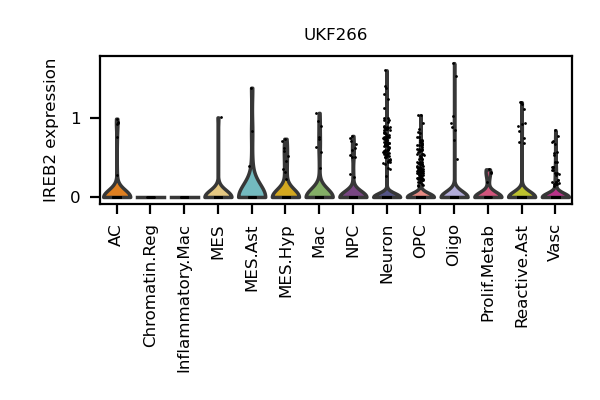 UKF266
IREB2 expression
1
0
AC
Chromatin.Reg
Inflammatory.Mac
MES
MES.Ast
MES.Hyp
Mac
NPC
Neuron
OPC
Oligo
Prolif.Metab
Reactive.Ast
Vasc